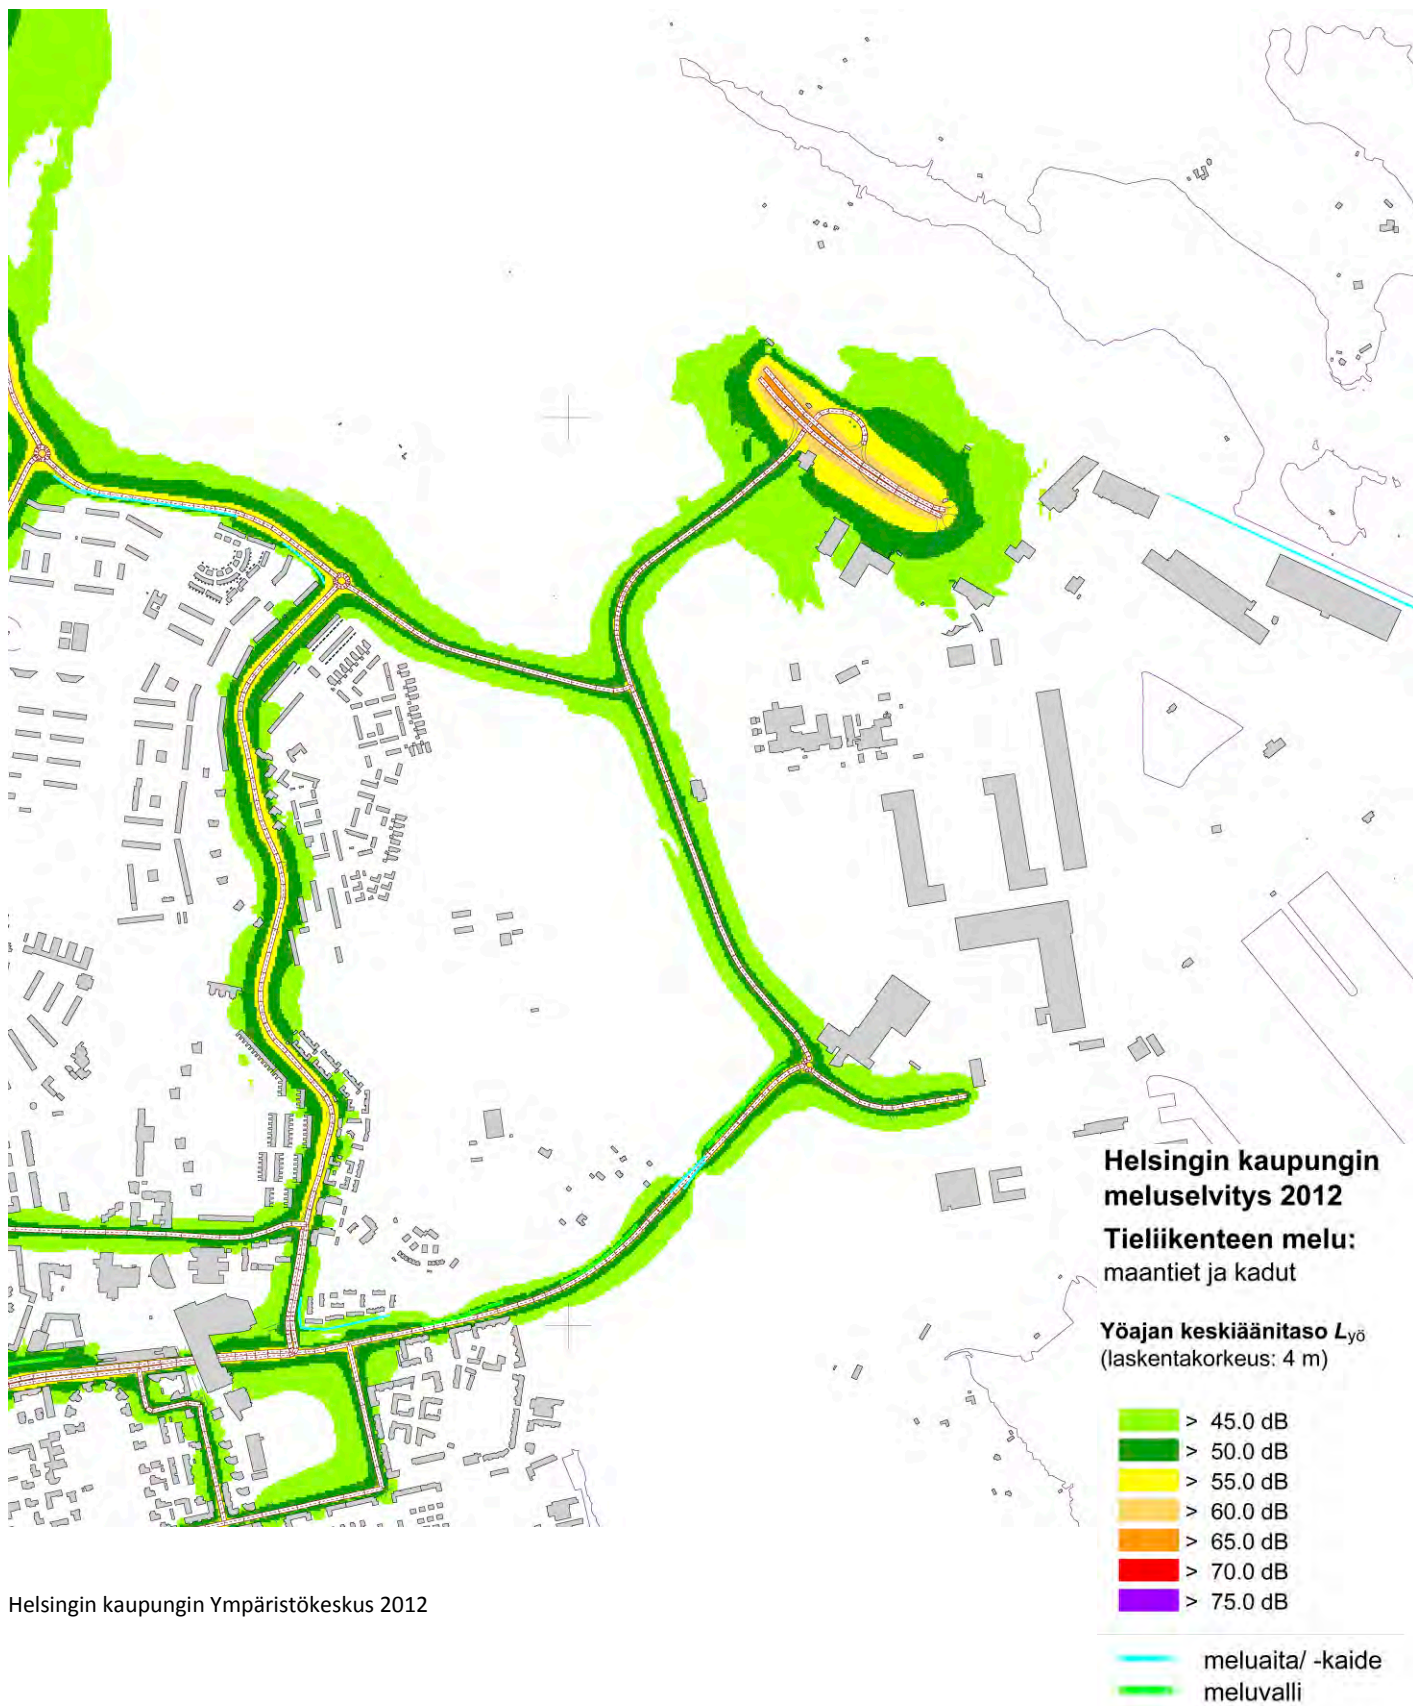 Helsingin kaupungin
meluselvitys 2012
Tieliikenteen melu:
maantiet ja kadut
Yöajan keskiäänitaso Lyö
(laskentakorkeus: 4 m)
> 45.0 dB
> 50.0 dB
> 55.0 dB
> 60.0 dB
> 65.0 dB
> 70.0 dB
> 75.0 dB
meluaita/ -kaide
meluvalli
Helsingin kaupungin Ympäristökeskus 2012